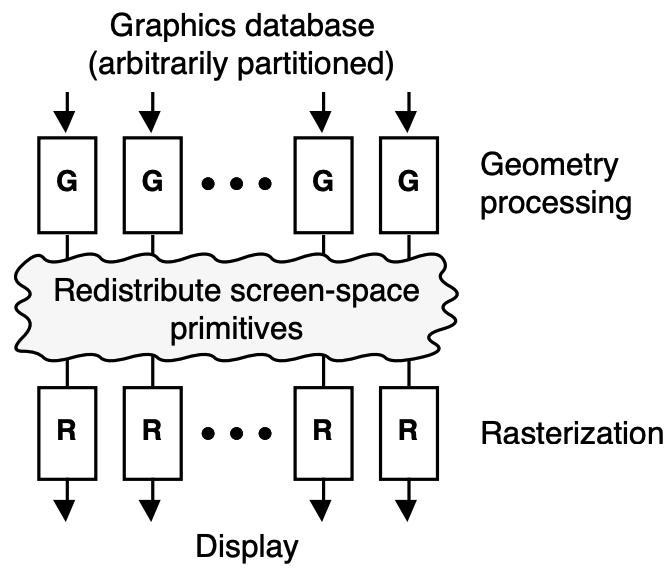 Graphics database
(arbitrarily partitioned)
G G • • • G G
Geometry
processing
Redistribute screen-space
primitives
R R • • • R R
Rasterization
Display